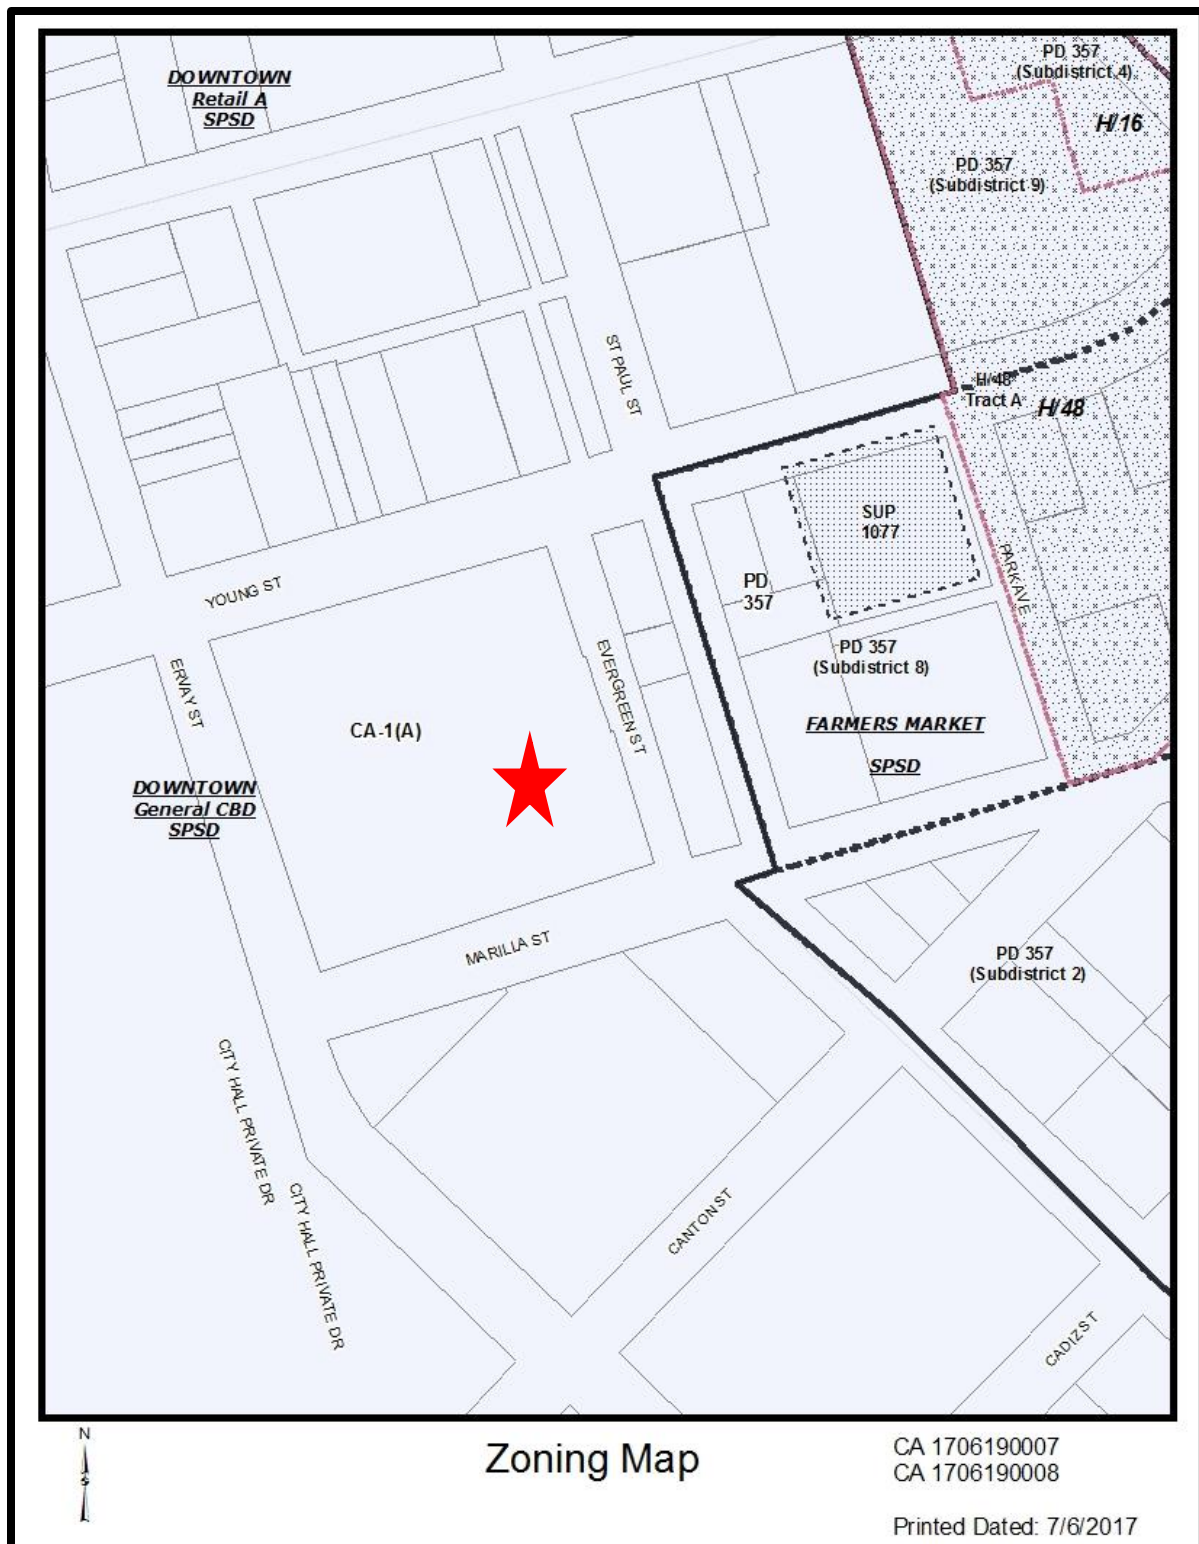 DOWNTOWN
Retail A
SPSD
PD 357
(Subdistrict 4)
H/16
PD 357
(Subdistrict 9)
ST PAUL ST
H/48
Tract A
H/48
SUP
1077
PARK AVE
PD
357
YOUNG ST
ERVAY ST
EVERGREEN ST
PD 357
(Subdistrict 8)
CA-1(A)
FARMERS MARKET
SPSD
DOWNTOWN
General CBD
SPSD
MARILLA ST
PD 357
(Subdistrict 2)
CITY HALL PRIVATE DR
CITY HALL PRIVATE DR
CANTON ST
CADIZ ST
N
S
Zoning Map
CA 1706190007
CA 1706190008
Printed Dated: 7/6/2017